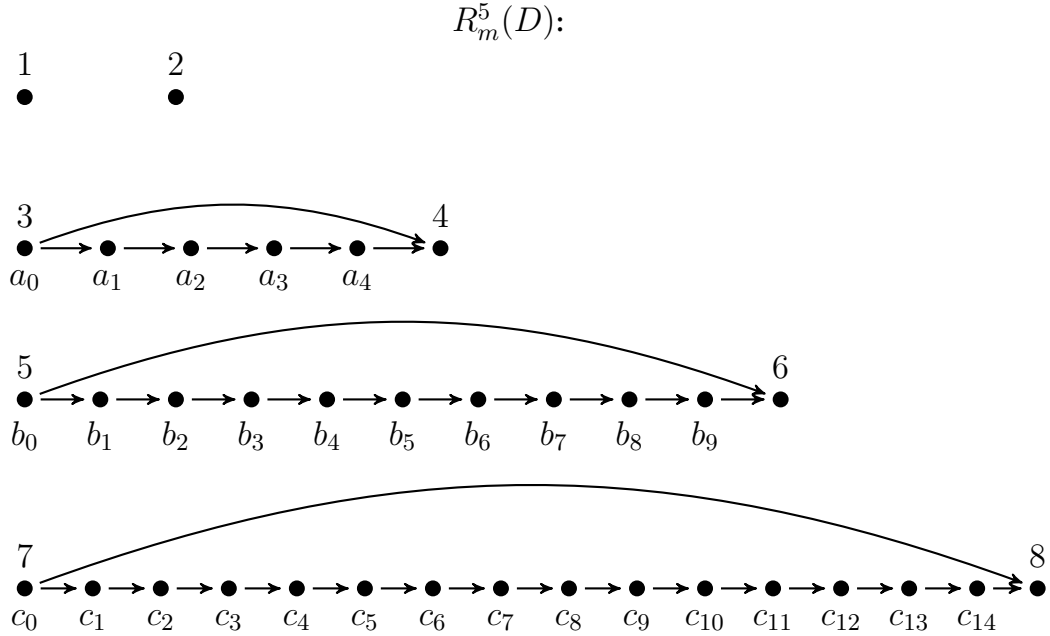 R_m^5(D):
1 2
3 4
a_0 a_1 a_2 a_3 a_4
5 6
b_0 b_1 b_2 b_3 b_4 b_5 b_6 b_7 b_8 b_9
7 8
c_0 c_1 c_2 c_3 c_4 c_5 c_6 c_7 c_8 c_9 c_10 c_11 c_12 c_13 c_14